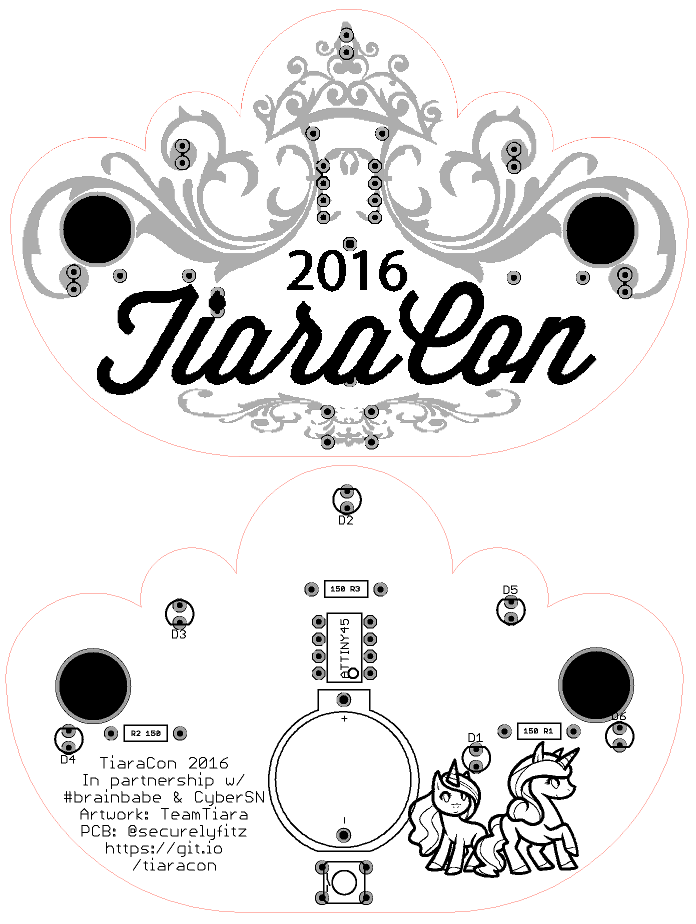 2016
TiaraCon
D2
150 R3
D5
D3
ATTINY45
+
R2 150
150 R1
D6
D4
D1
TiaraCon 2016
In partnership w/
#brainbabe & CyberSN
Artwork: TeamTiara
PCB: @securelyfitz
https://git.io
/tiaracon
-